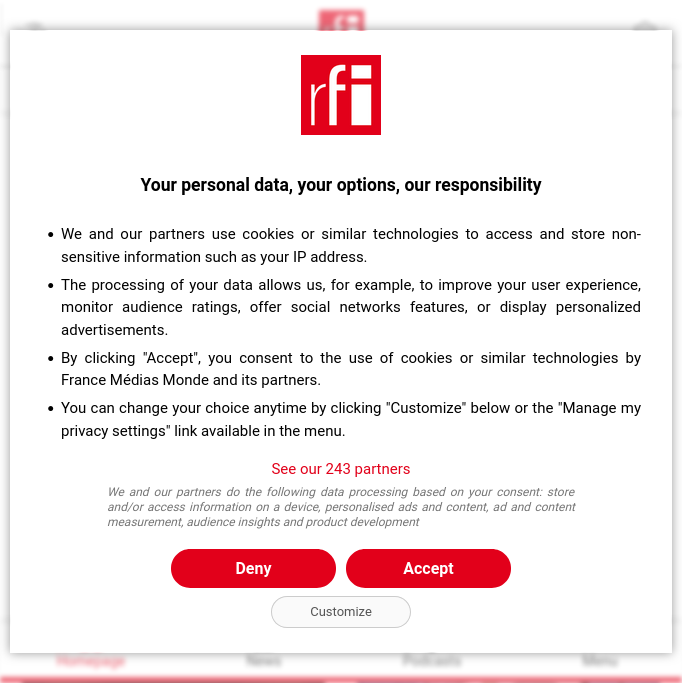 rfi
Your personal data, your options, our responsibility
• We and our partners use cookies or similar technologies to access and store non-
sensitive information such as your IP address.
• The processing of your data allows us, for example, to improve your user experience,
monitor audience ratings, offer social networks features, or display personalized
advertisements.
• By clicking "Accept", you consent to the use of cookies or similar technologies by
France Médias Monde and its partners.
• You can change your choice anytime by clicking "Customize" below or the "Manage my
privacy settings" link available in the menu.
See our 243 partners
We and our partners do the following data processing based on your consent: store
and/or access information on a device, personalised ads and content, ad and content
measurement, audience insights and product development
Deny Accept
Customize
Homepage News Podcasts Menu